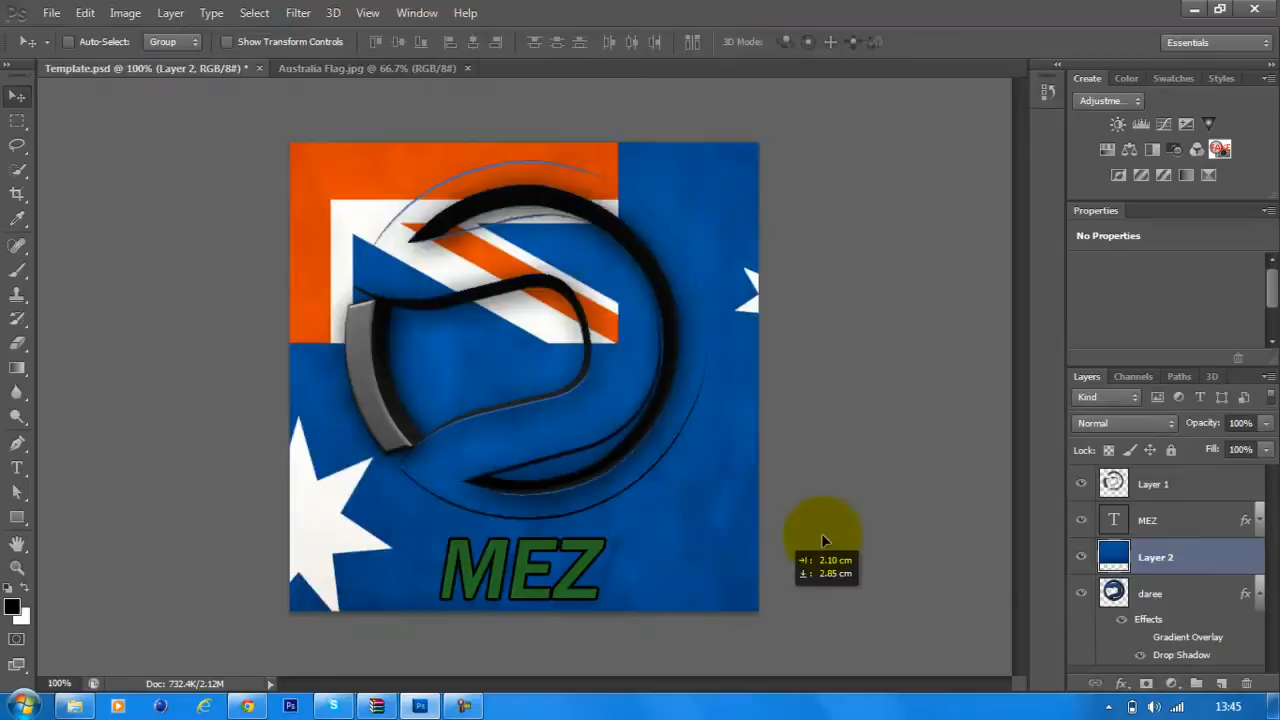 Ps File Edit Image Layer Type Select Filter 3D View Window Help
Auto-Select: Group Show Transform Controls 3D Mode: Essentials
Template.psd @ 100% (Layer 2, RGB/8#) * × Australia Flag.jpg @ 66.7% (RGB/8#) ×
Create Color Swatches Styles
Adjustme...
Properties
No Properties
Layers Channels Paths 3D
Kind
Normal Opacity: 100%
Lock: Fill: 100%
Layer 1
T MEZ fx
Layer 2
daree fx
Effects
Gradient Overlay
Drop Shadow
2.10 cm
2.85 cm
MEZ
100% Doc: 732.4K/2.12M
13:45